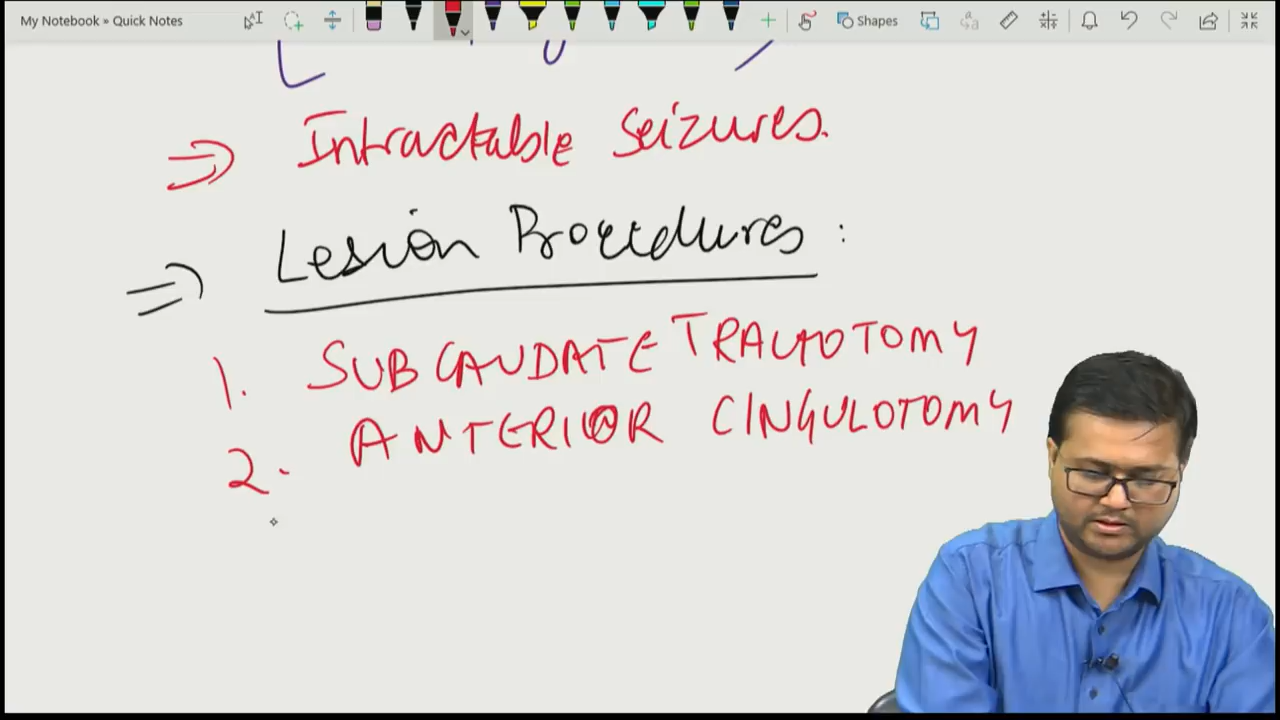 My Notebook » Quick Notes
Shapes
⇒ Intractable Seizures.
⇒ Lesion Procedures :
1. SUBCAUDATE TRACTOTOMY
2. ANTERIOR CINGULOTOMY